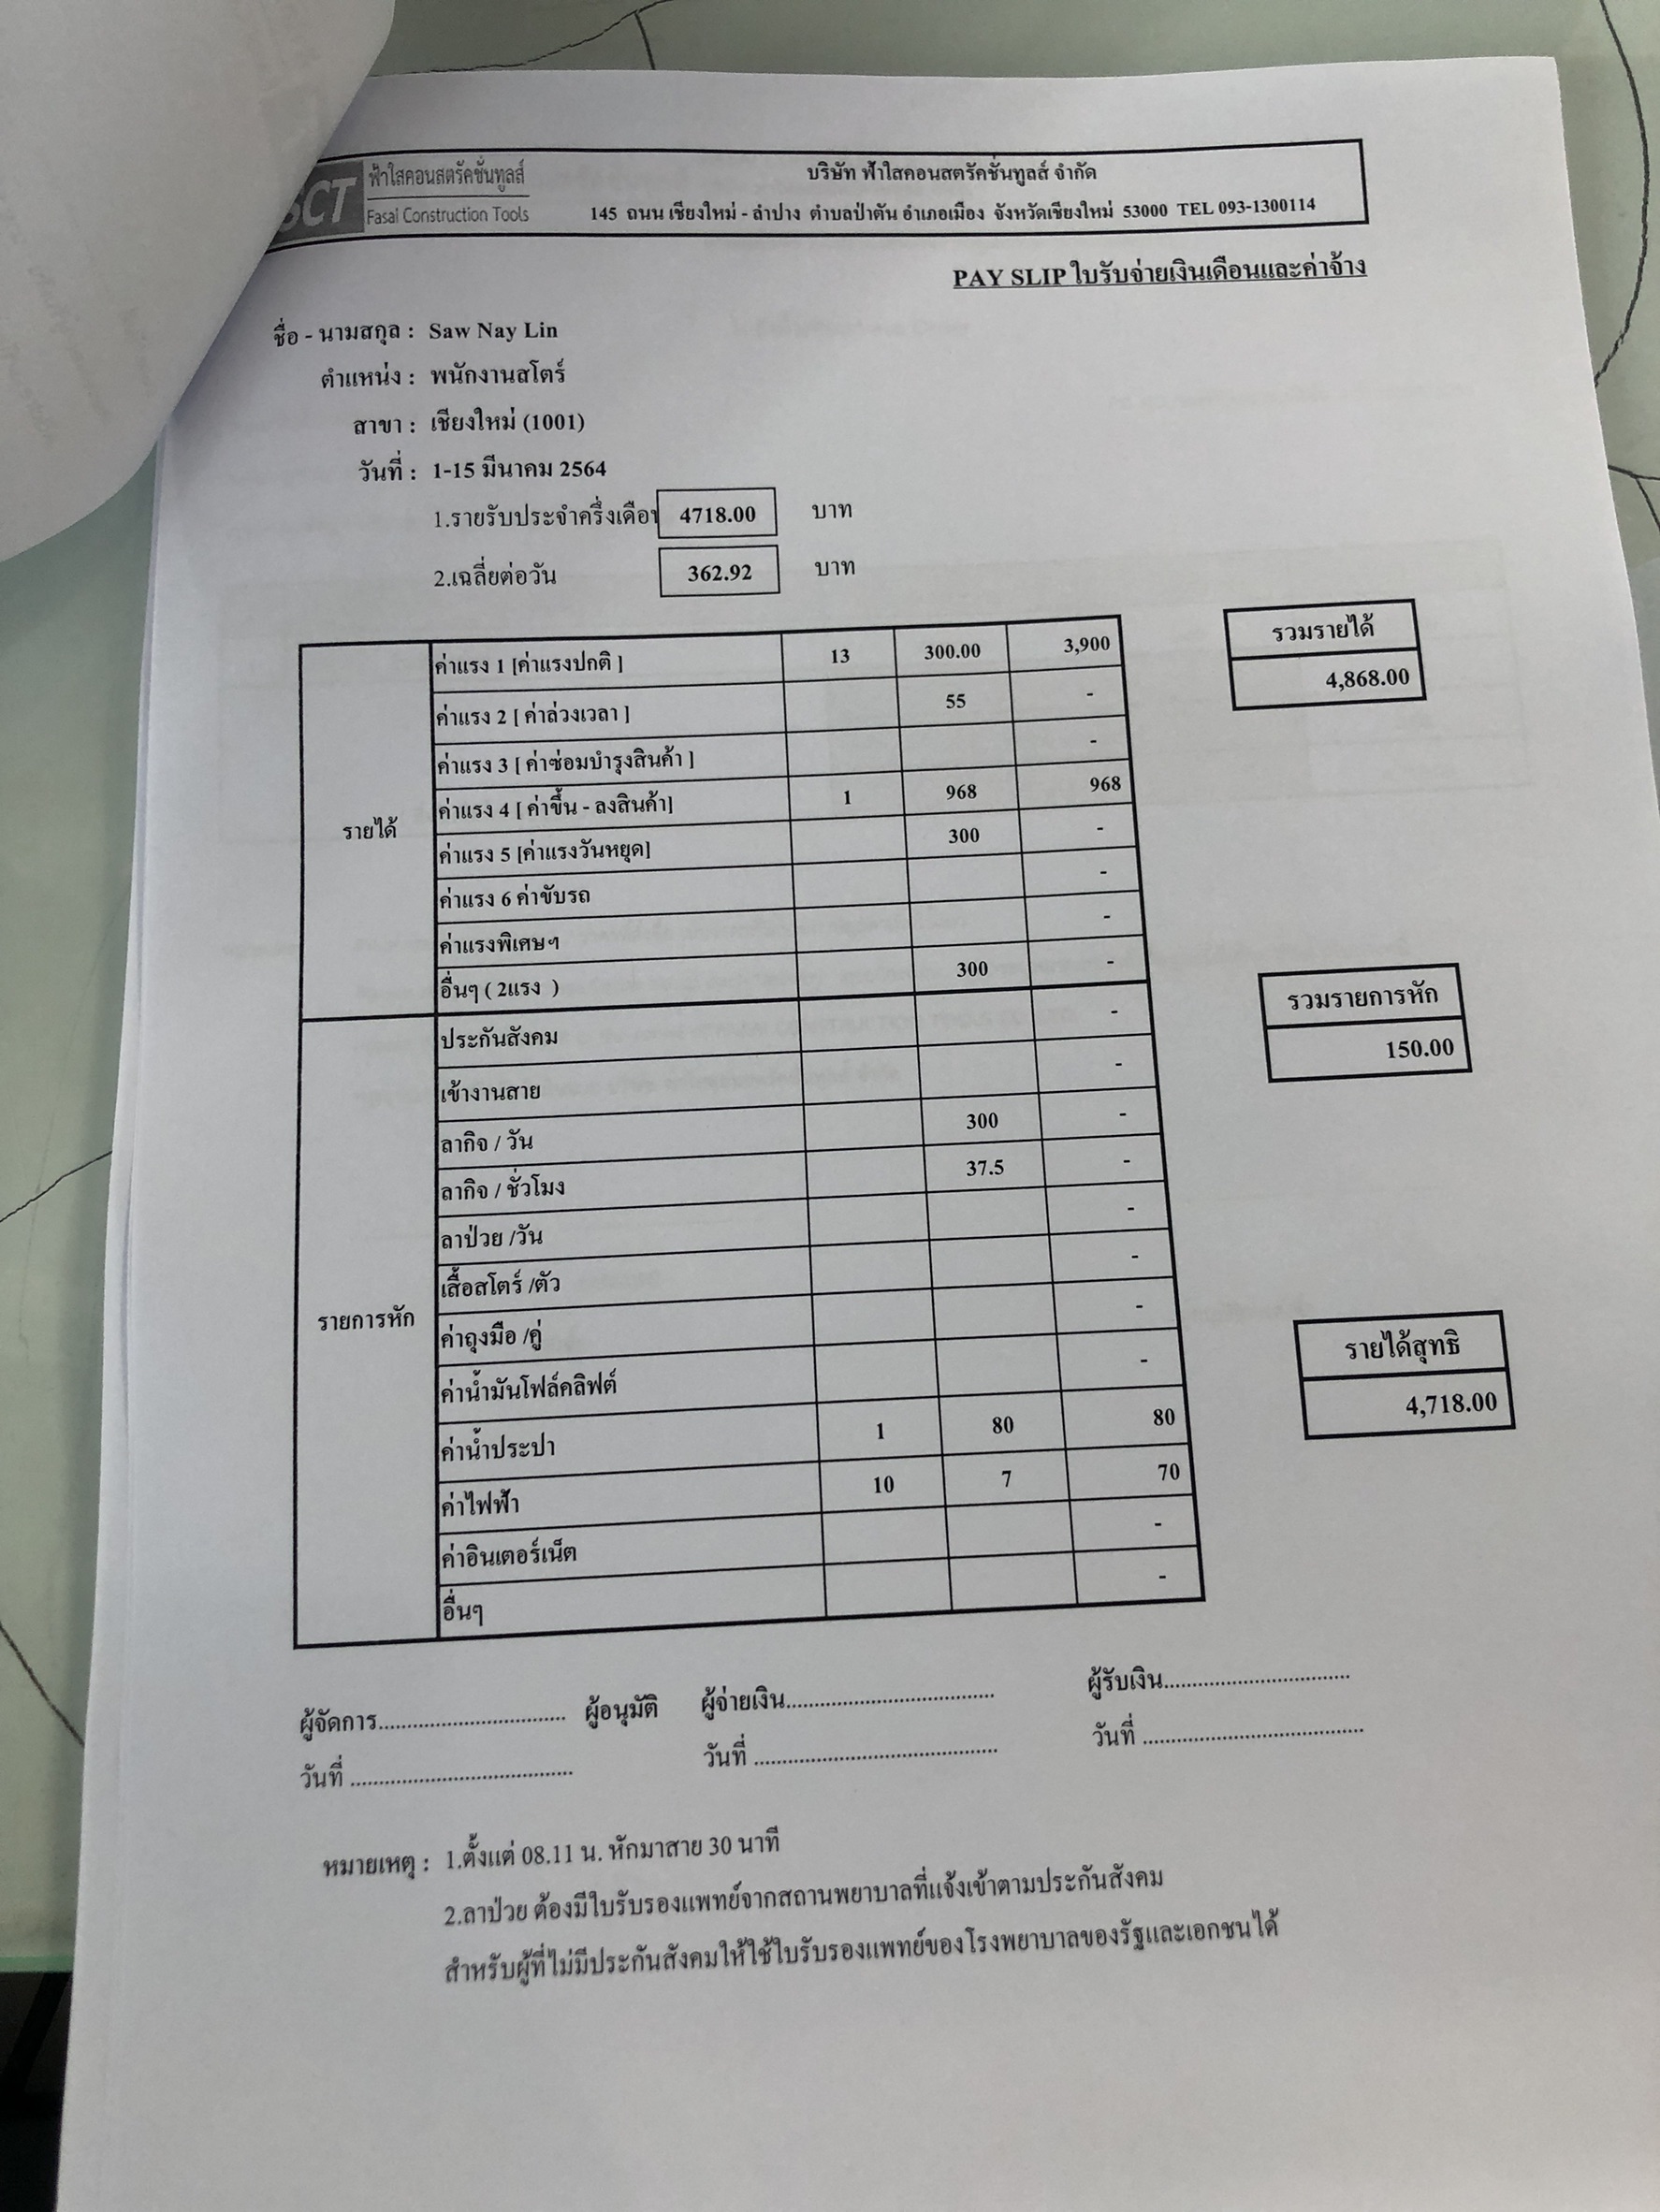 SCT ฟ้าใสคอนสตรัคชั่นทูลส์
Fasai Construction Tools
บริษัท ฟ้าใสคอนสตรัคชั่นทูลส์ จำกัด
145 ถนน เชียงใหม่ - ลำปาง ตำบลป่าตัน อำเภอเมือง จังหวัดเชียงใหม่ 53000 TEL 093-1300114
PAY SLIP ใบรับจ่ายเงินเดือนและค่าจ้าง
ชื่อ - นามสกุล : Saw Nay Lin
ตำแหน่ง : พนักงานสโตร์
สาขา : เชียงใหม่ (1001)
วันที่ : 1-15 มีนาคม 2564
1.รายรับประจำครึ่งเดือน 4718.00 บาท
2.เฉลี่ยต่อวัน 362.92 บาท
รายได้
ค่าแรง 1 [ค่าแรงปกติ ] 13 300.00 3,900
ค่าแรง 2 [ ค่าล่วงเวลา ] 55 -
ค่าแรง 3 [ ค่าซ่อมบำรุงสินค้า ] -
ค่าแรง 4 [ ค่าขึ้น - ลงสินค้า] 1 968 968
ค่าแรง 5 [ค่าแรงวันหยุด] 300 -
ค่าแรง 6 ค่าขับรถ -
ค่าแรงพิเศษฯ -
อื่นๆ ( 2แรง ) 300 -
รวมรายได้
4,868.00
รายการหัก
ประกันสังคม -
เข้างานสาย -
ลากิจ / วัน 300 -
ลากิจ / ชั่วโมง 37.5 -
ลาป่วย /วัน -
เสื้อสโตร์ /ตัว -
ค่าถุงมือ /คู่ -
ค่าน้ำมันโฟล์คลิฟต์ -
ค่าน้ำประปา 1 80 80
ค่าไฟฟ้า 10 7 70
ค่าอินเตอร์เน็ต -
อื่นๆ -
รวมรายการหัก
150.00
รายได้สุทธิ
4,718.00
ผู้จัดการ.................................. ผู้อนุมัติ ผู้จ่ายเงิน...................................... ผู้รับเงิน..................................
วันที่ ........................................ วันที่ ............................................ วันที่ ........................................
หมายเหตุ : 1.ตั้งแต่ 08.11 น. หักมาสาย 30 นาที
2.ลาป่วย ต้องมีใบรับรองแพทย์จากสถานพยาบาลที่แจ้งเข้าตามประกันสังคม
สำหรับผู้ที่ไม่มีประกันสังคมให้ใช้ใบรับรองแพทย์ของโรงพยาบาลของรัฐและเอกชนได้